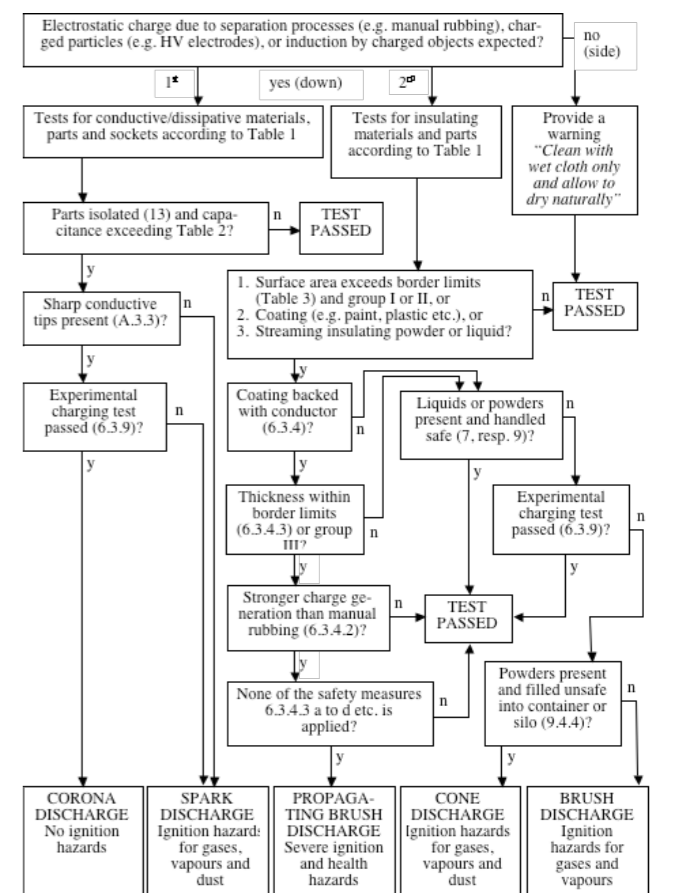 Electrostatic charge due to separation processes (e.g. manual rubbing), char-
ged particles (e.g. HV electrodes), or induction by charged objects expected?
no
(side)
1st
yes (down)
2nd
Tests for conductive/dissipative materials,
parts and sockets according to Table 1
Tests for insulating
materials and parts
according to Table 1
Provide a
warning
“Clean with
wet cloth only
and allow to
dry naturally”
Parts isolated (13) and capa-
citance exceeding Table 2?
n
TEST
PASSED
y
1. Surface area exceeds border limits
(Table 3) and group I or II, or
2. Coating (e.g. paint, plastic etc.), or
3. Streaming insulating powder or liquid?
n
TEST
PASSED
Sharp conductive
tips present (A.3.3)?
n
y
y
Experimental
charging test
passed (6.3.9)?
n
y
Coating backed
with conductor
(6.3.4)?
n
y
Liquids or powders
present and handled
safe (7, resp. 9)?
n
y
Thickness within
border limits
(6.3.4.3) or group
III?
n
y
Experimental
charging test
passed (6.3.9)?
n
y
Stronger charge ge-
neration than manual
rubbing (6.3.4.2)?
n
y
TEST
PASSED
None of the safety measures
6.3.4.3 a to d etc. is
applied?
n
y
Powders present
and filled unsafe
into container or
silo (9.4.4)?
n
y
CORONA
DISCHARGE
No ignition
hazards
SPARK
DISCHARGE
Ignition hazards
for gases,
vapours and
dust
PROPAGA-
TING BRUSH
DISCHARGE
Severe ignition
and health
hazards
CONE
DISCHARGE
Ignition hazards
for gases,
vapours and
dust
BRUSH
DISCHARGE
Ignition
hazards for
gases and
vapours